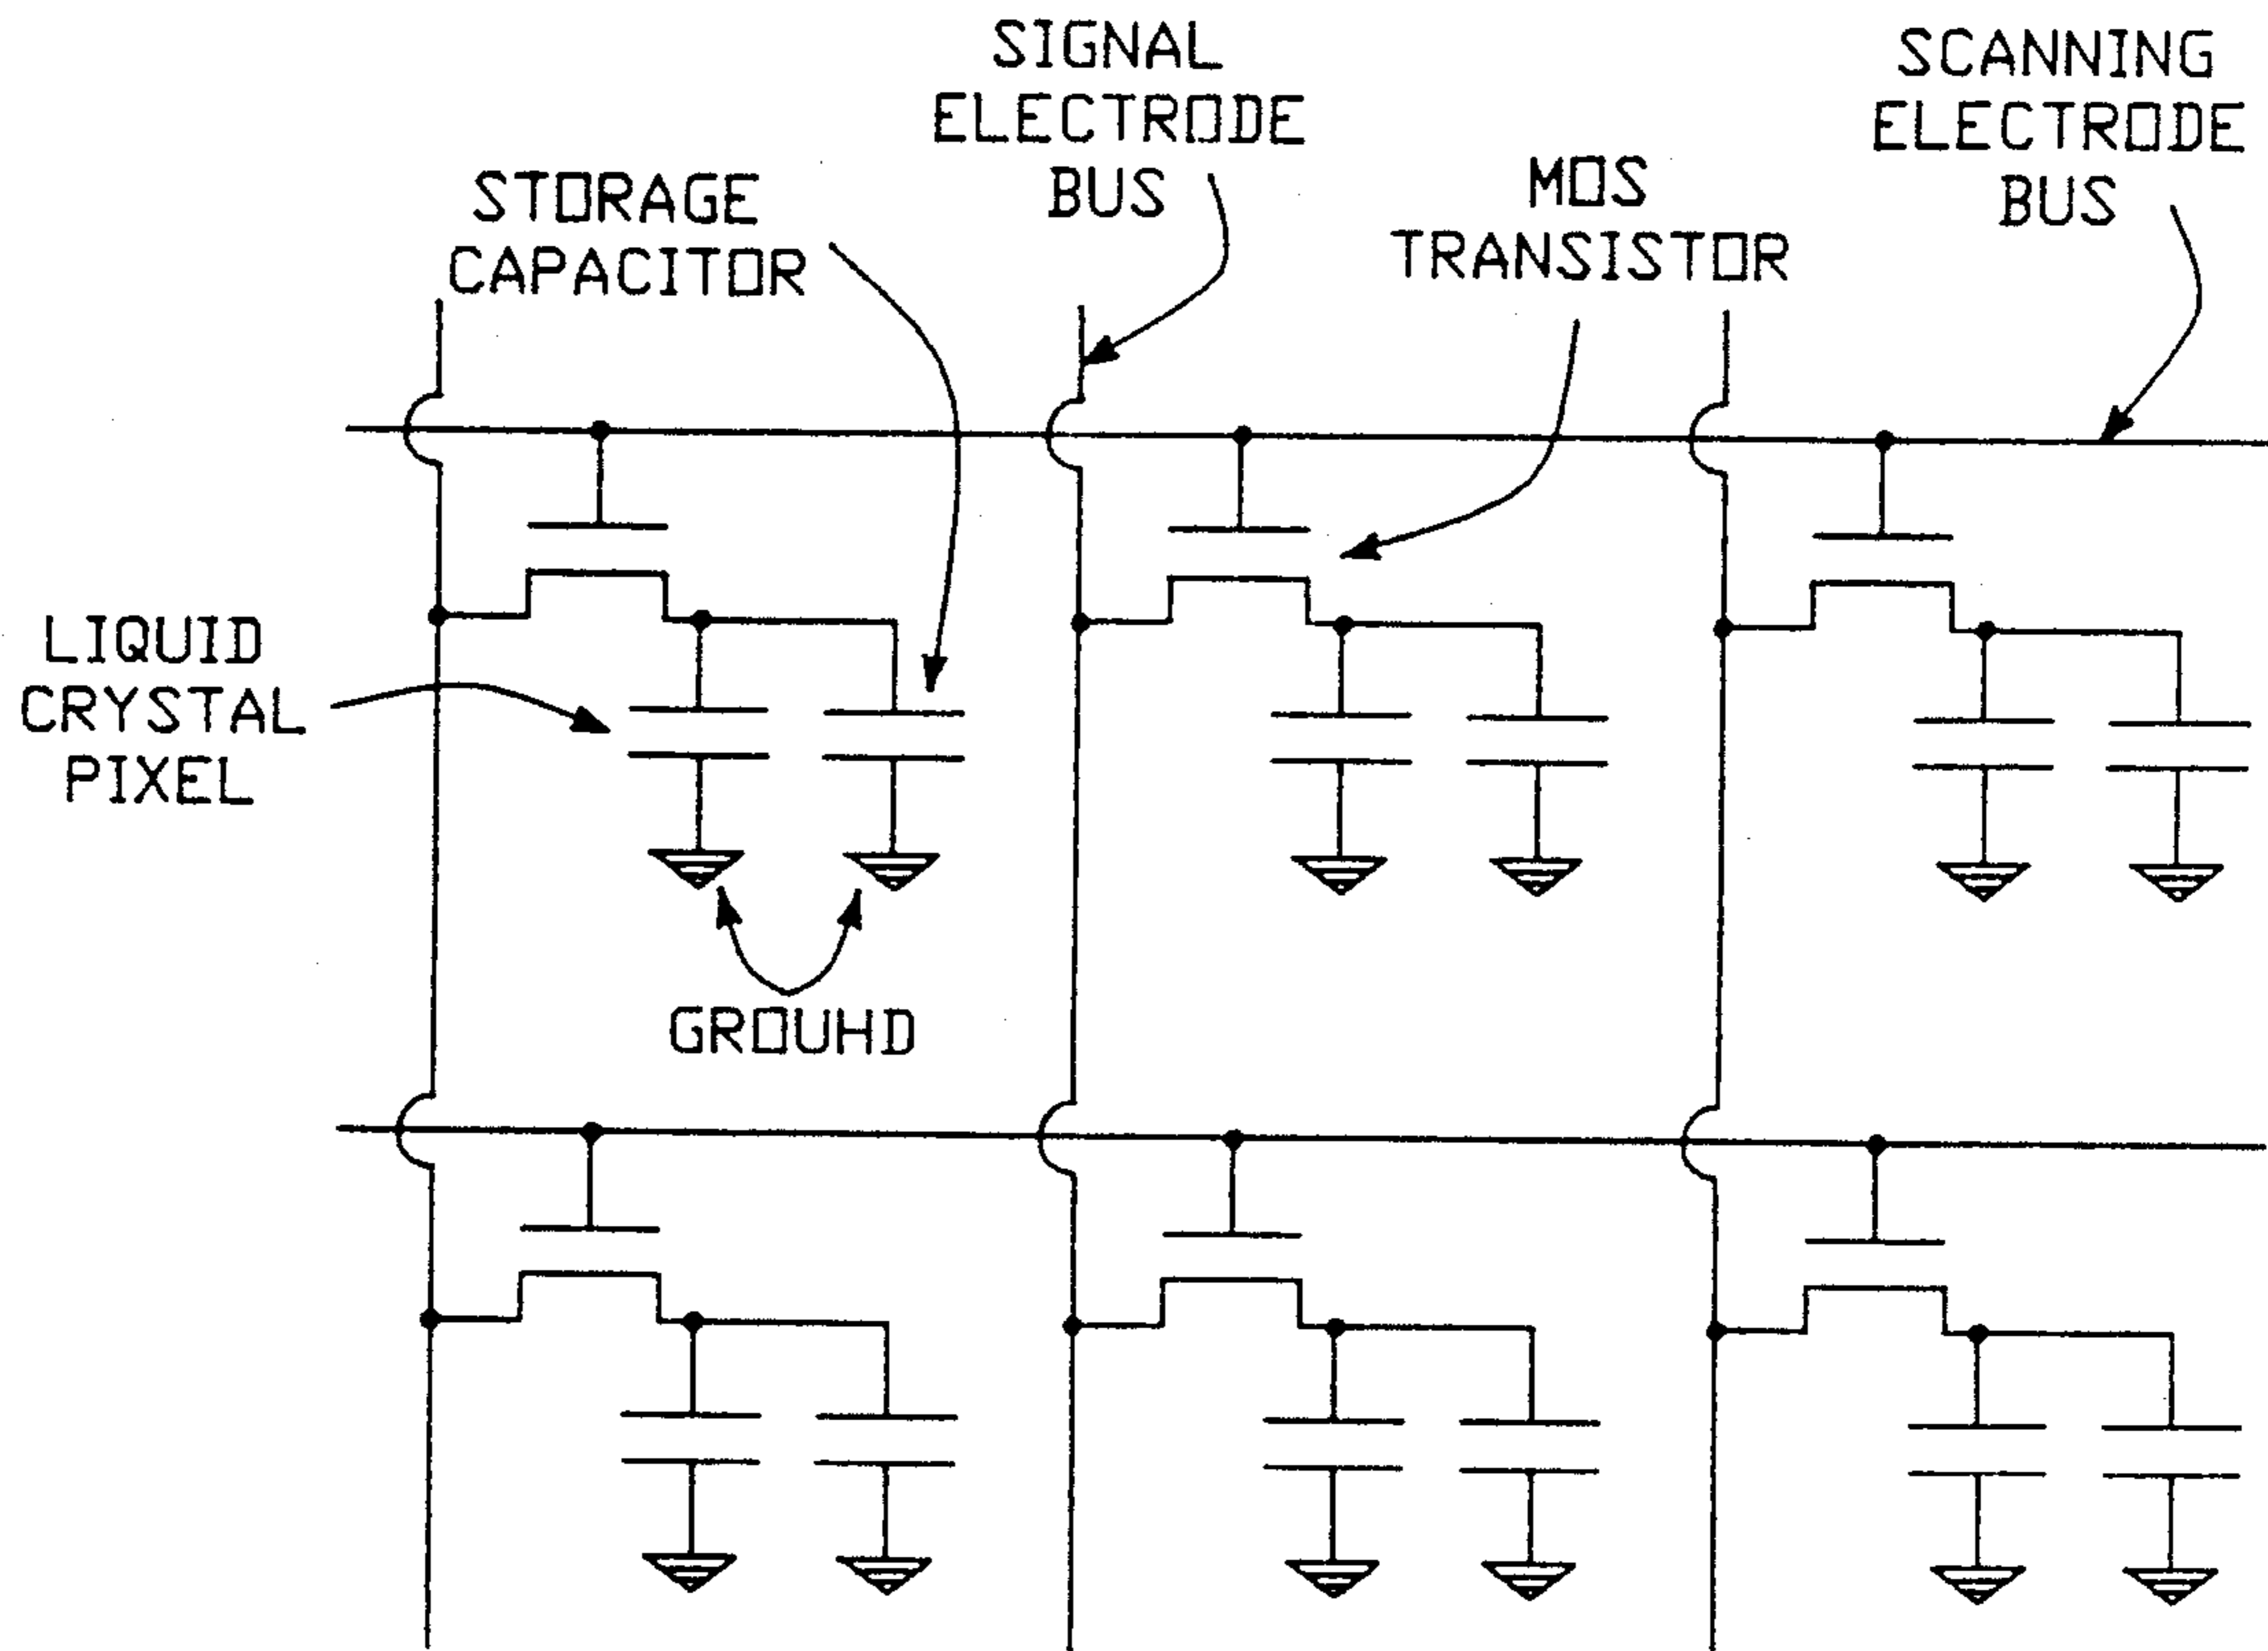 SIGNAL
ELECTRODE
BUS
SCANNING
ELECTRODE
BUS
STORAGE
CAPACITOR
MOS
TRANSISTOR
LIQUID
CRYSTAL
PIXEL
GROUHD